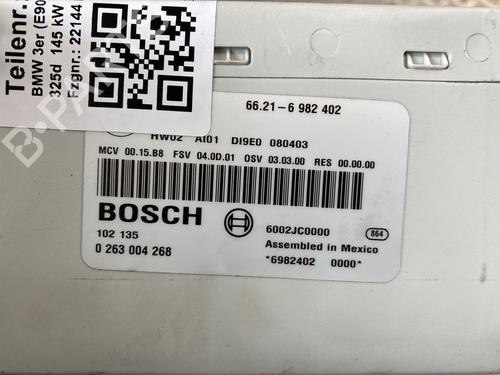 Teilenr.:
BMW 3er (E90
325d 145 kW
Fzgnr.: 22144
66.21-6 982 402
HW02 AI01 DI9E0 080403
MCV 00.15.B8 FSV 04.0D.01 OSV 03.03.00 RES 00.00.00
BOSCH
102 135
0 263 004 268
6002JC0000 864
Assembled in Mexico
*6982402 0000*
B-PARTS